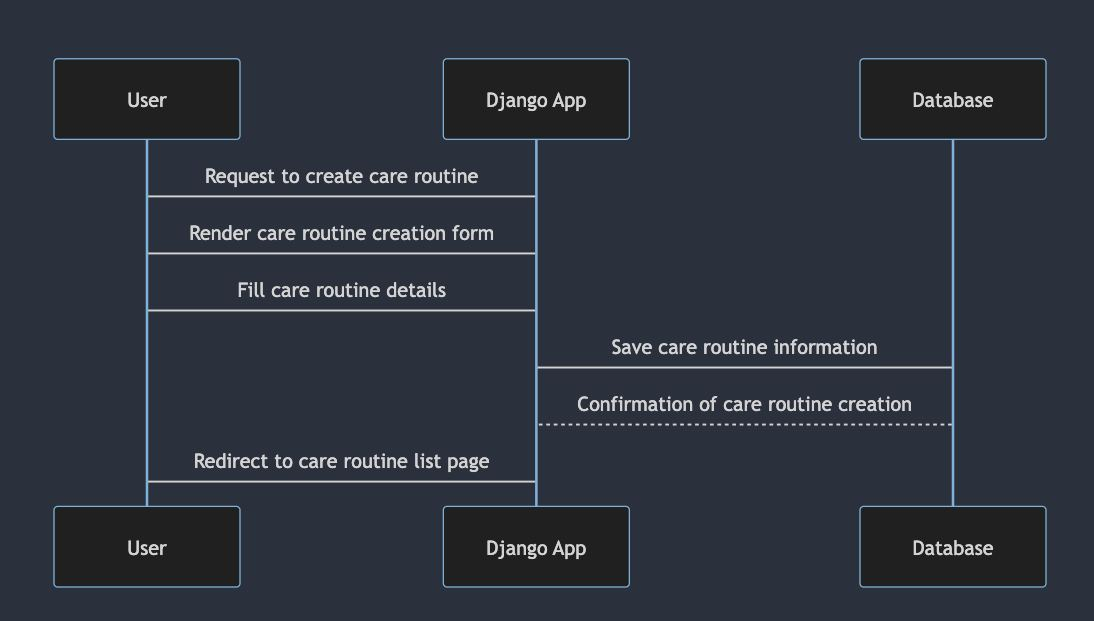 User
Django App
Database
Request to create care routine
Render care routine creation form
Fill care routine details
Save care routine information
Confirmation of care routine creation
Redirect to care routine list page
User
Django App
Database